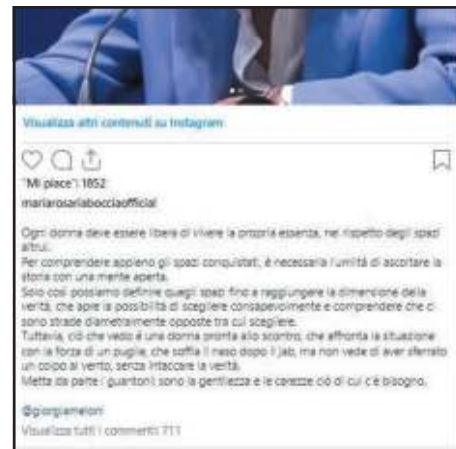 Visualizza altri contenuti su Instagram
"Mi piace": 1852
mariarosariabocciaofficial
Ogni donna deve essere libera di vivere la propria essenza, nel rispetto degli spazi
altrui.
Per comprendere appieno gli spazi conquistati, è necessaria l'umiltà di ascoltare la
storia con una mente aperta.
Solo così possiamo definire quegli spazi fino a raggiungere la dimensione della
verità, che apre la possibilità di scegliere consapevolmente e comprendere che ci
sono strade diametralmente opposte tra cui scegliere.
Tuttavia, ciò che vedo è una donna pronta allo scontro, che affronta la situazione
con la forza di un pugile, che soffia il naso dopo il jab, ma non vede di aver sferrato
un colpo al vento, senza intaccare la verità.
Metta da parte i guantoni: sono la gentilezza e le carezze ciò di cui c'è bisogno.
@giorgiameloni
Visualizza tutti i commenti: 711